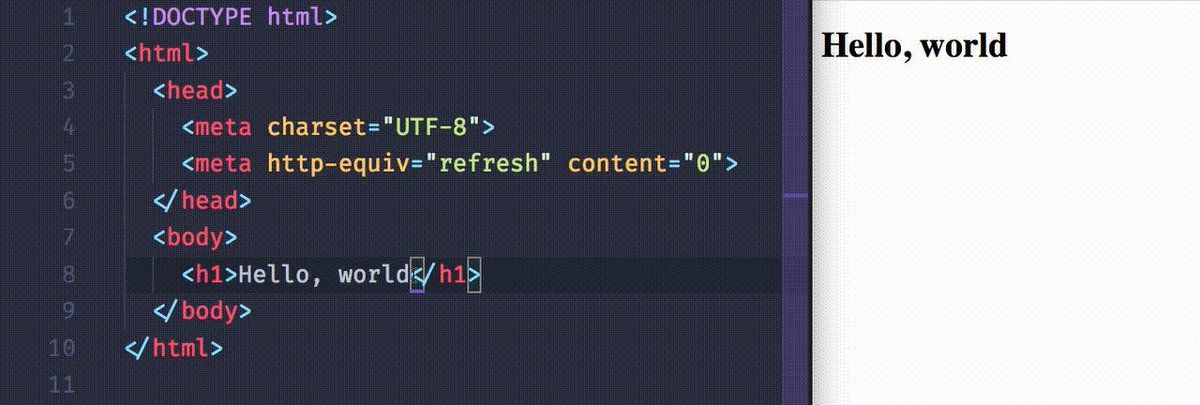 1 <!DOCTYPE html>
2 <html>
3 <head>
4 <meta charset="UTF-8">
5 <meta http-equiv="refresh" content="0">
6 </head>
7 <body>
8 <h1>Hello, world</h1>
9 </body>
10 </html>
11
Hello, world